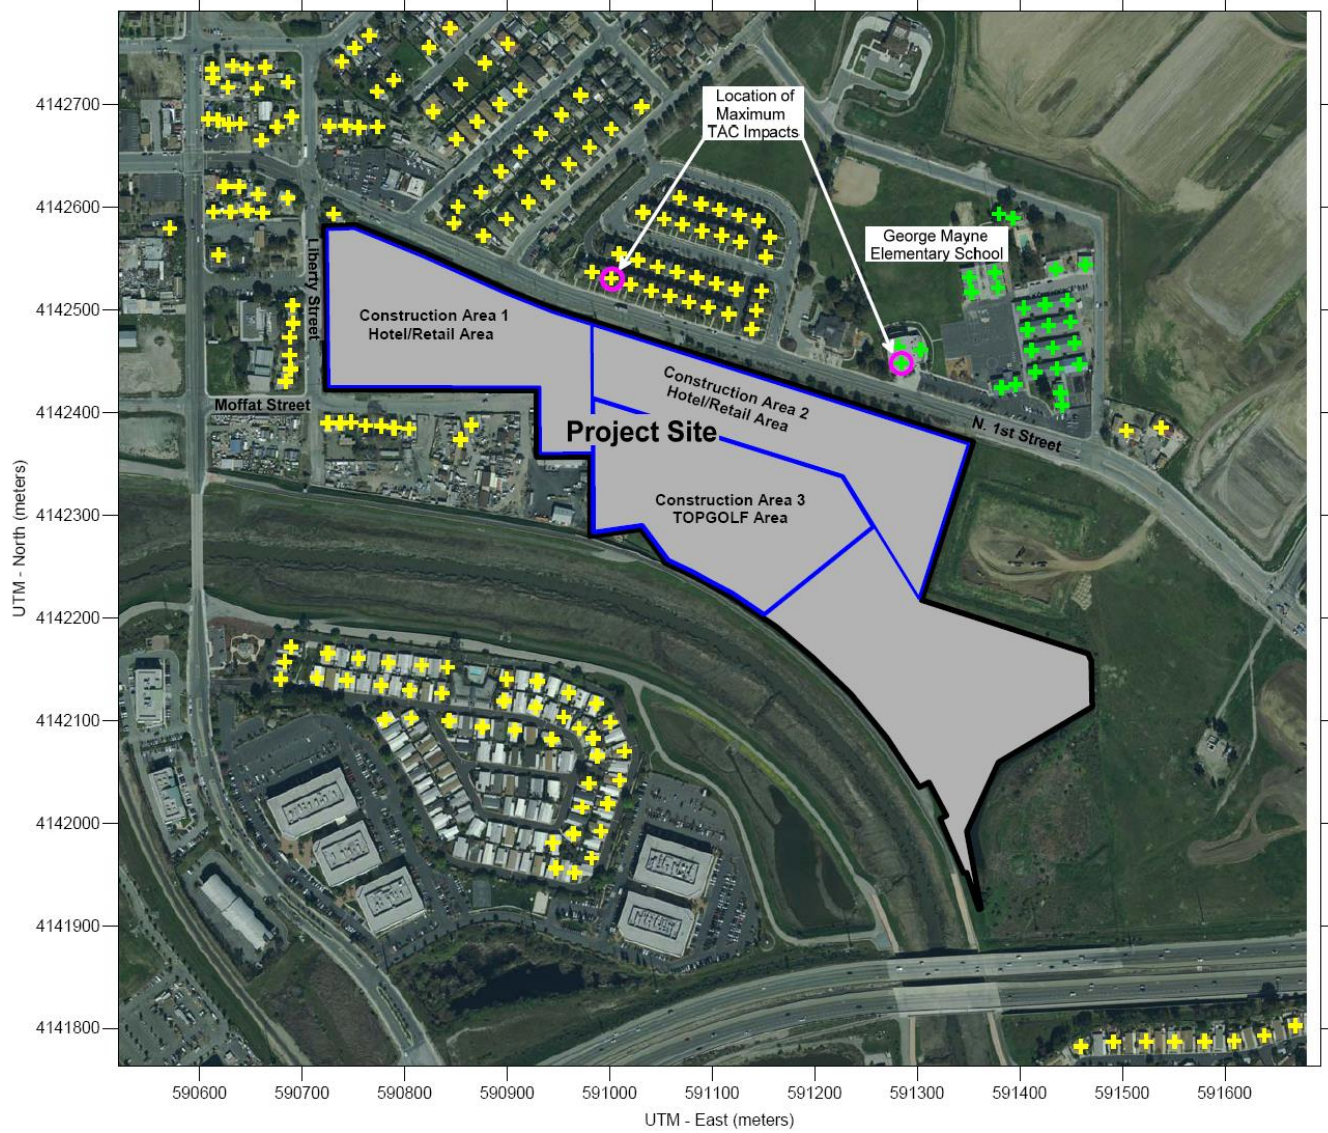 4142700
4142600
4142500
4142400
4142300
4142200
4142100
4142000
4141900
4141800
UTM - North (meters)
Location of
Maximum
TAC Impacts
George Mayne
Elementary School
Liberty Street
Construction Area 1
Hotel/Retail Area
Construction Area 2
Hotel/Retail Area
Moffat Street
Project Site
N. 1st Street
Construction Area 3
TOPGOLF Area
590600
590700
590800
590900
591000
591100
591200
591300
591400
591500
591600
UTM - East (meters)